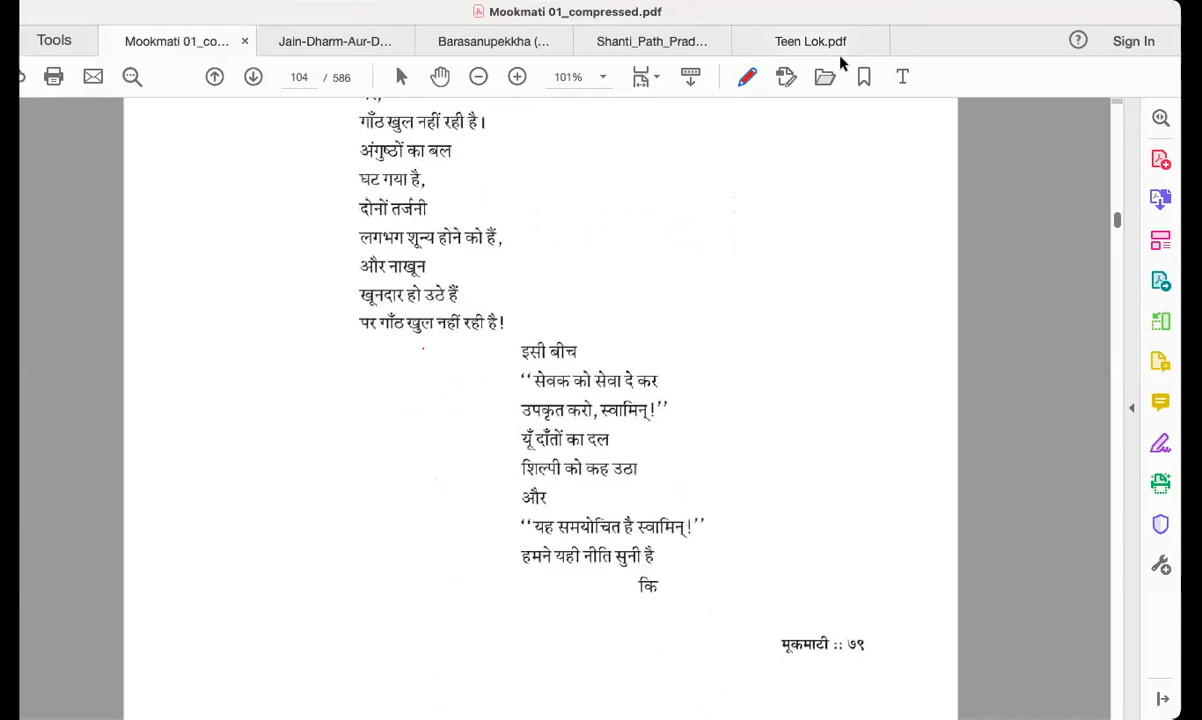 Mookmati 01_compressed.pdf
Tools
Mookmati 01_co... ×
Jain-Dharm-Aur-D...
Barasanupekkha (...
Shanti_Path_Prad...
Teen Lok.pdf
Sign In
104 / 586
101%
गाँठ खुल नहीं रही है।
अंगुष्ठों का बल
घट गया है,
दोनों तर्जनी
लगभग शून्य होने को हैं,
और नाखून
खूनदार हो उठे हैं
पर गाँठ खुल नहीं रही है!
इसी बीच
‘‘सेवक को सेवा दे कर
उपकृत करो, स्वामिन्!’’
यूँ दाँतों का दल
शिल्पी को कह उठा
और
‘‘यह समयोचित है स्वामिन्!’’
हमने यही नीति सुनी है
कि
मूकमाटी :: ७९